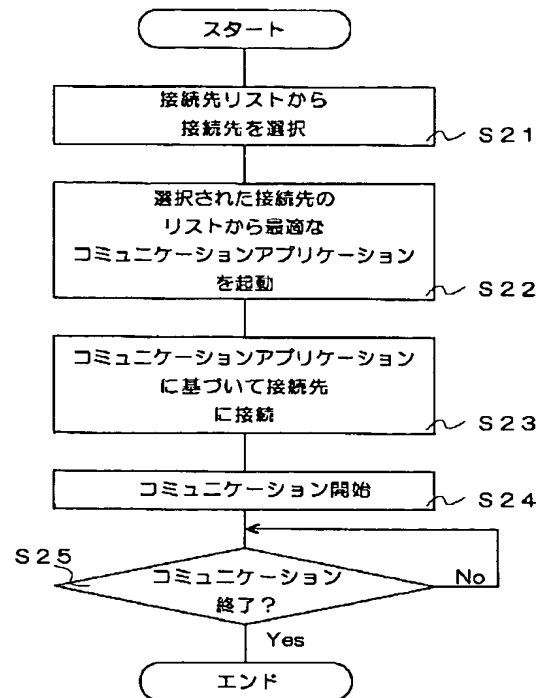 スタート
接続先リストから
接続先を選択
S21
選択された接続先の
リストから最適な
コミュニケーションアプリケーション
を起動
S22
コミュニケーションアプリケーション
に基づいて接続先
に接続
S23
コミュニケーション開始
S24
S25
コミュニケーション
終了?
No
Yes
エンド